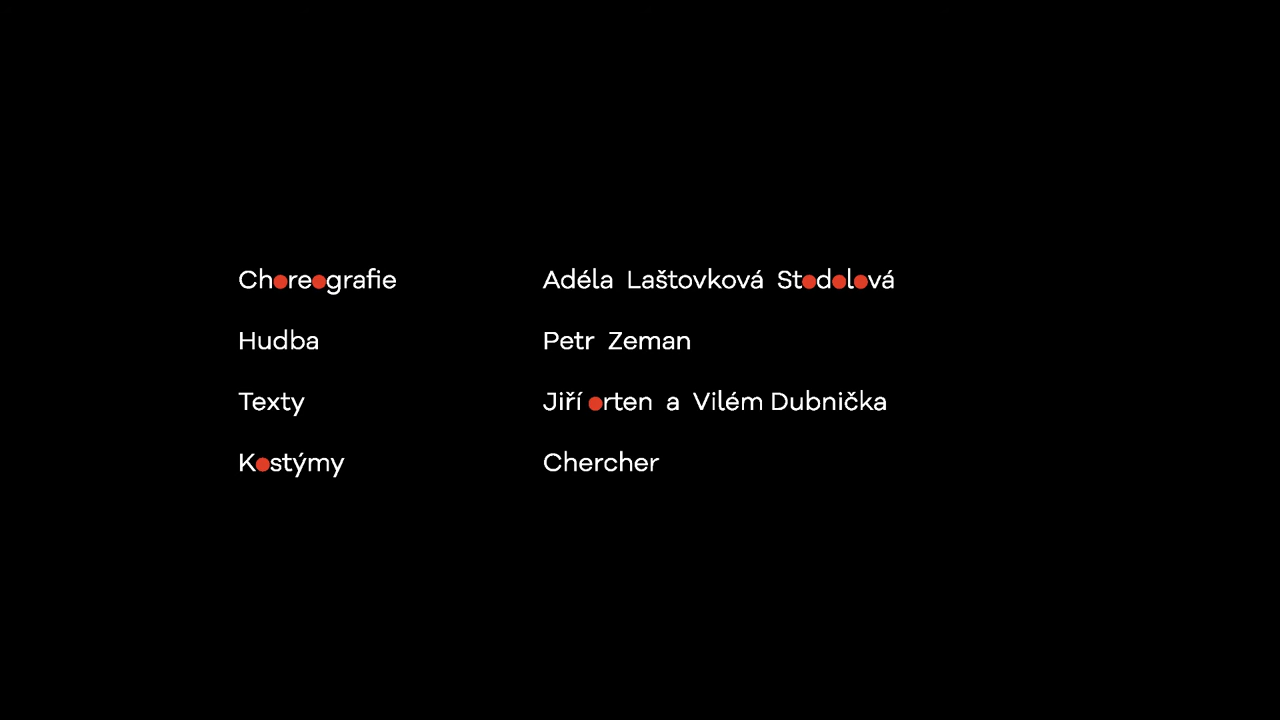 Choreografie Adéla Laštovková Stodolová
Hudba Petr Zeman
Texty Jiří Orten a Vilém Dubnička
Kostýmy Chercher